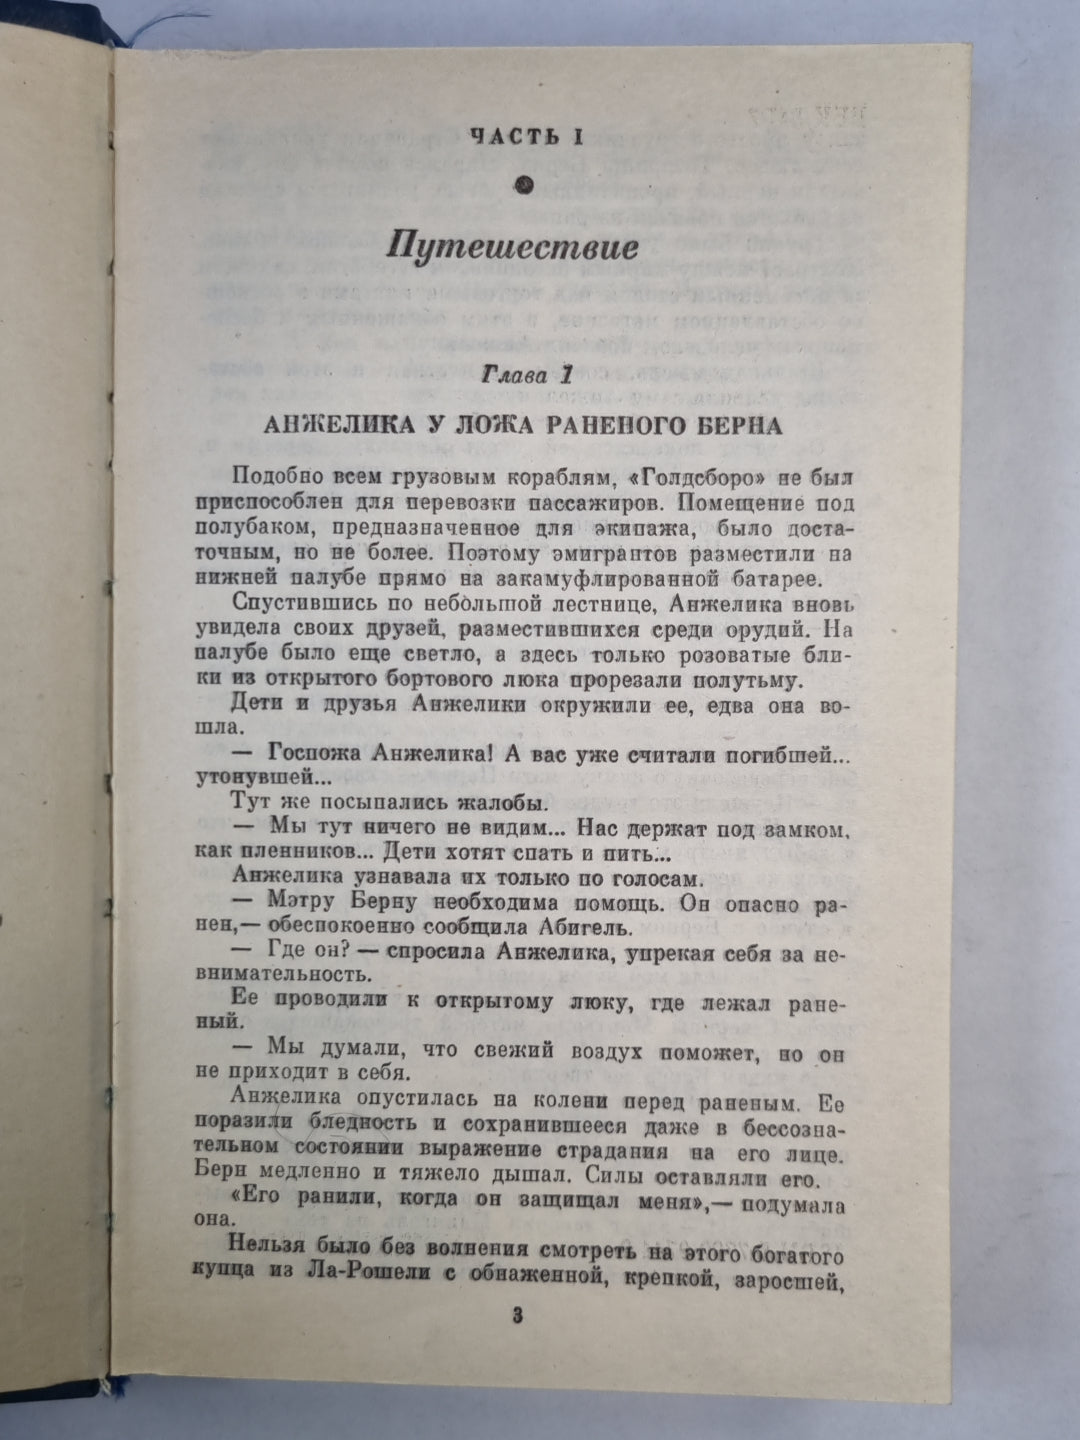 ЧАСТЬ I
Путешествие
Глава 1
АНЖЕЛИКА У ЛОЖА РАНЕНОГО БЕРНА
Подобно всем грузовым кораблям, «Голдсборо» не был
приспособлен для перевозки пассажиров. Помещение под
полубаком, предназначенное для экипажа, было доста-
точным, но не более. Поэтому эмигрантов разместили на
нижней палубе прямо на закамуфлированной батарее.
Спустившись по небольшой лестнице, Анжелика вновь
увидела своих друзей, разместившихся среди орудий. На
палубе было еще светло, а здесь только розоватые бли-
ки из открытого бортового люка прорезали полутьму.
Дети и друзья Анжелики окружили ее, едва она во-
шла.
— Госпожа Анжелика! А вас уже считали погибшей...
утонувшей...
Тут же посыпались жалобы.
— Мы тут ничего не видим... Нас держат под замком,
как пленников... Дети хотят спать и пить...
Анжелика узнавала их только по голосам.
— Мэтру Берну необходима помощь. Он опасно ра-
нен,— обеспокоенно сообщила Абигель.
— Где он? — спросила Анжелика, упрекая себя за не-
внимательность.
Ее проводили к открытому люку, где лежал ране-
ный.
— Мы думали, что свежий воздух поможет, но он
не приходит в себя.
Анжелика опустилась на колени перед раненым. Ее
поразили бледность и сохранившееся даже в бессозна-
тельном состоянии выражение страдания на его лице.
Берн медленно и тяжело дышал. Силы оставляли его.
«Его ранили, когда он защищал меня»,— подумала
она.
Нельзя было без волнения смотреть на этого богатого
купца из Ла-Рошели с обнаженной, крепкой, заросшей,
3